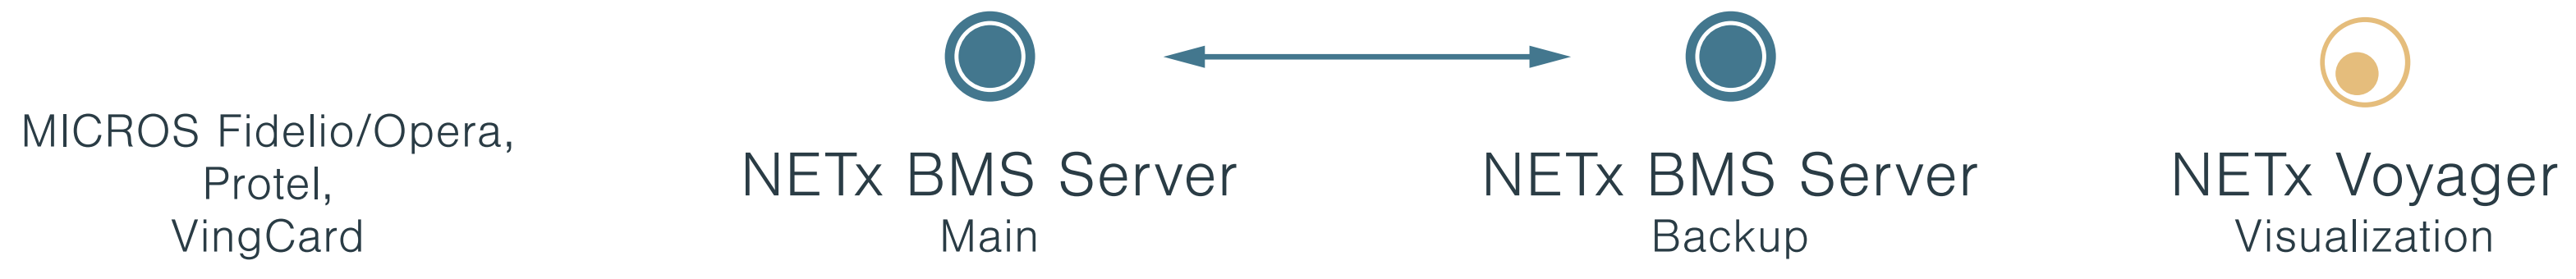 MICROS Fidelio/Opera,
Protel,
VingCard
NETx BMS Server
Main
NETx BMS Server
Backup
NETx Voyager
Visualization